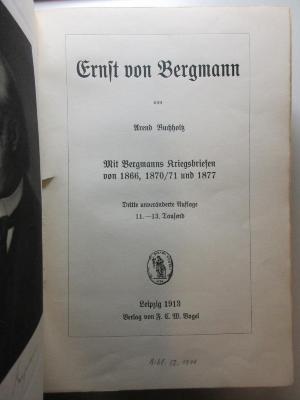 Ernst von Bergmann
von
Arend Buchholtz
Mit Bergmanns Kriegsbriefen
von 1866, 1870/71 und 1877
Dritte unveränderte Auflage
11.—13. Tausend
Leipzig 1913
Verlag von F. C. W. Vogel